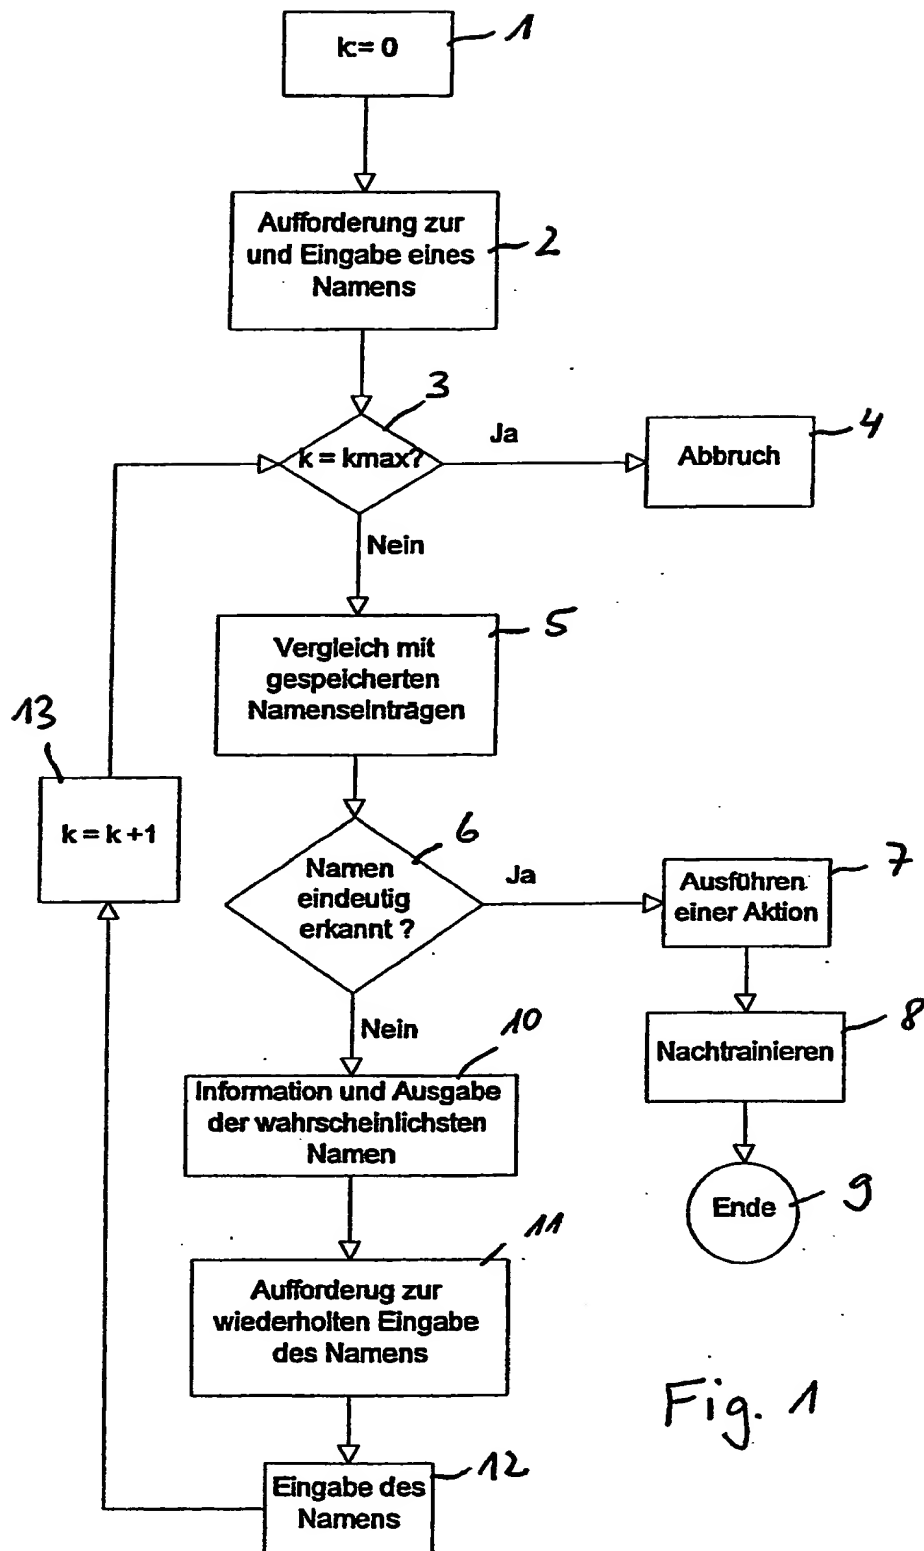 k:= 0
1
Aufforderung zur
und Eingabe eines
Namens
2
3
k = kmax?
Ja
Abbruch
4
Nein
Vergleich mit
gespeicherten
Namenseinträgen
5
13
k = k +1
6
Namen
eindeutig
erkannt ?
Ja
Ausführen
einer Aktion
7
Nein
Nachtrainieren
8
10
Information und Ausgabe
der wahrscheinlichsten
Namen
Ende
9
11
Aufforderug zur
wiederholten Eingabe
des Namens
Fig. 1
12
Eingabe des
Namens